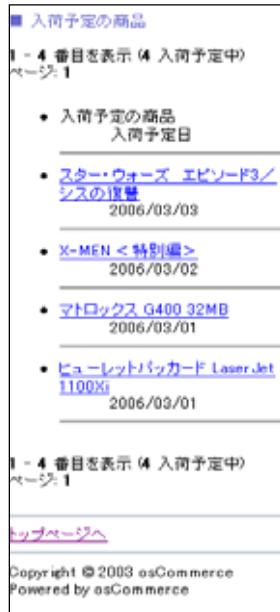 ■ 入荷予定の商品
1 - 4 番目を表示 (4 入荷予定中)
ページ: 1
● 入荷予定の商品
入荷予定日
● スター・ウォーズ エピソード3／
シスの復讐
2006/03/03
● X-MEN < 特別編>
2006/03/02
● マトロックス G400 32MB
2006/03/01
● ヒューレットパッカード LaserJet
1100Xi
2006/03/01
1 - 4 番目を表示 (4 入荷予定中)
ページ: 1
トップページへ
Copyright © 2003 osCommerce
Powered by osCommerce